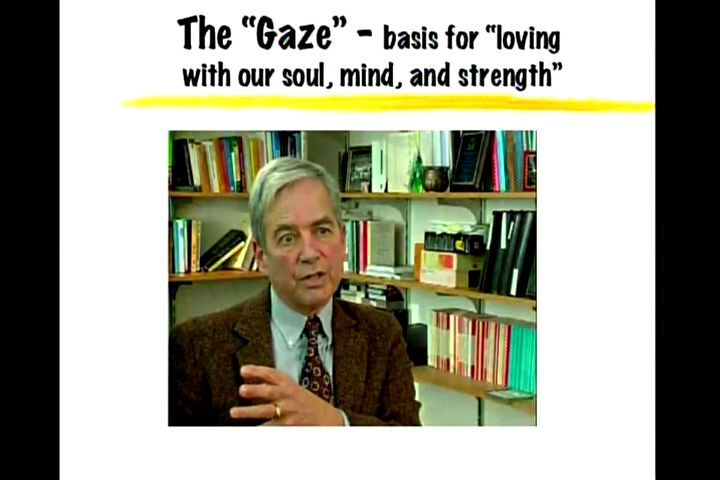 The “Gaze” – basis for “loving
with our soul, mind, and strength”